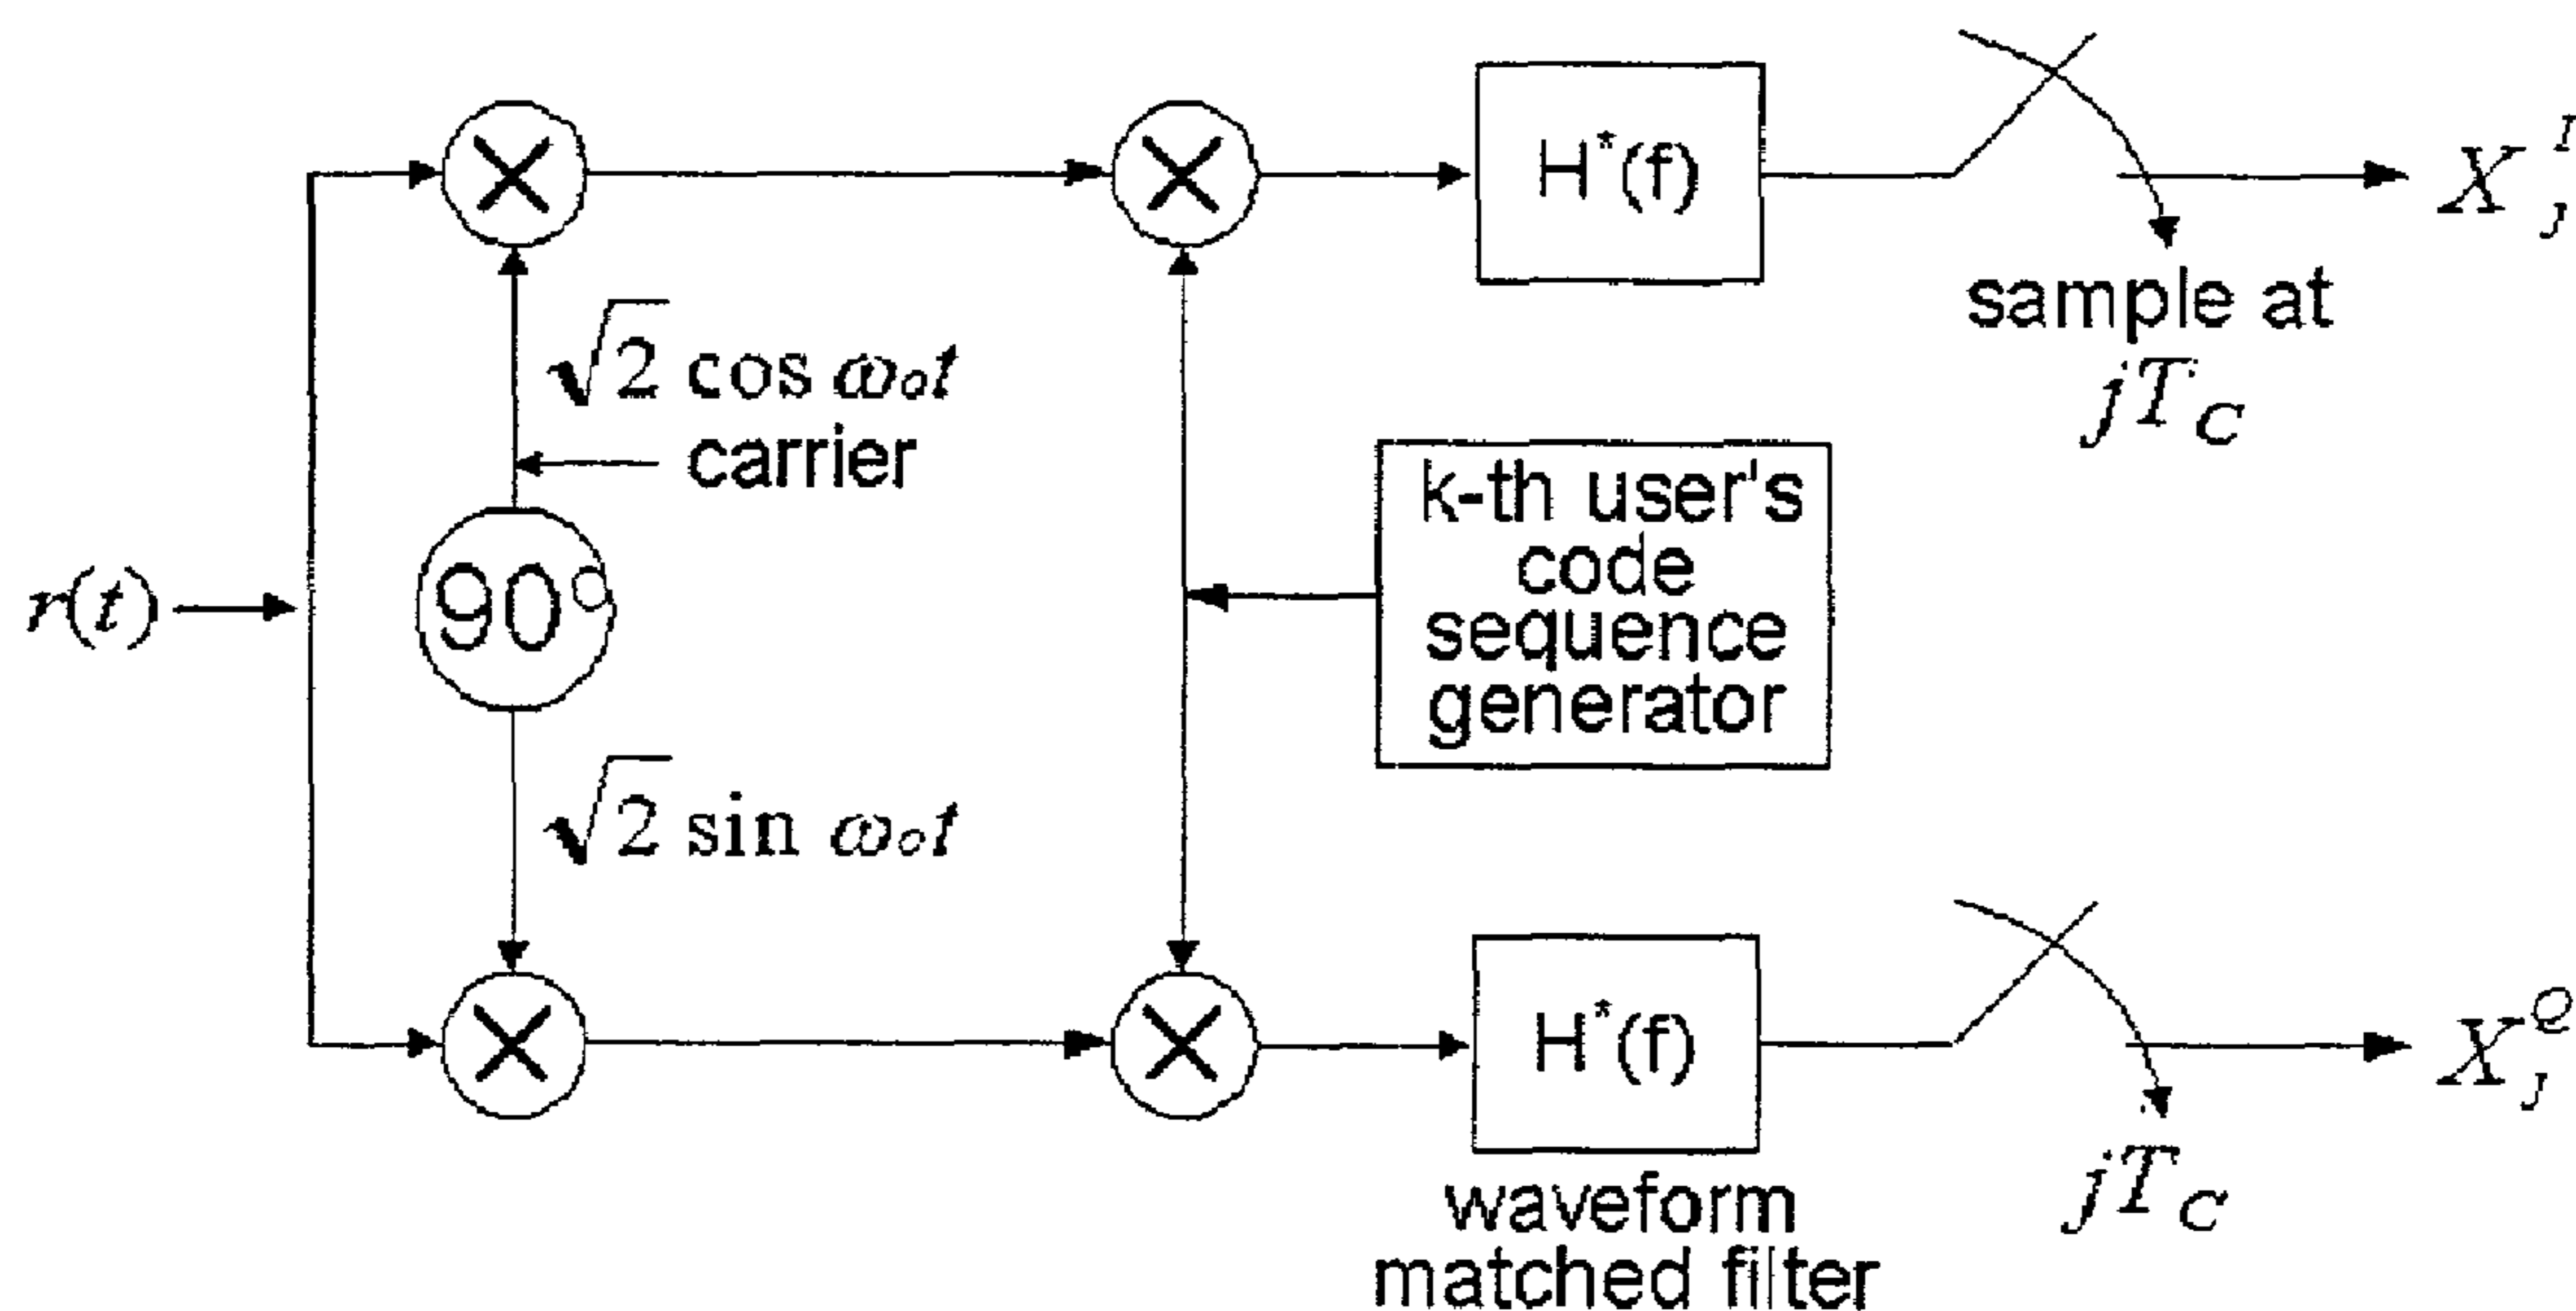 H*(f)
X_J^I
sample at
jT_C
√2 cos ω₀t
carrier
k-th user's
code
sequence
generator
r(t)
90°
√2 sin ω₀t
H*(f)
X_J^Q
jT_C
waveform
matched filter